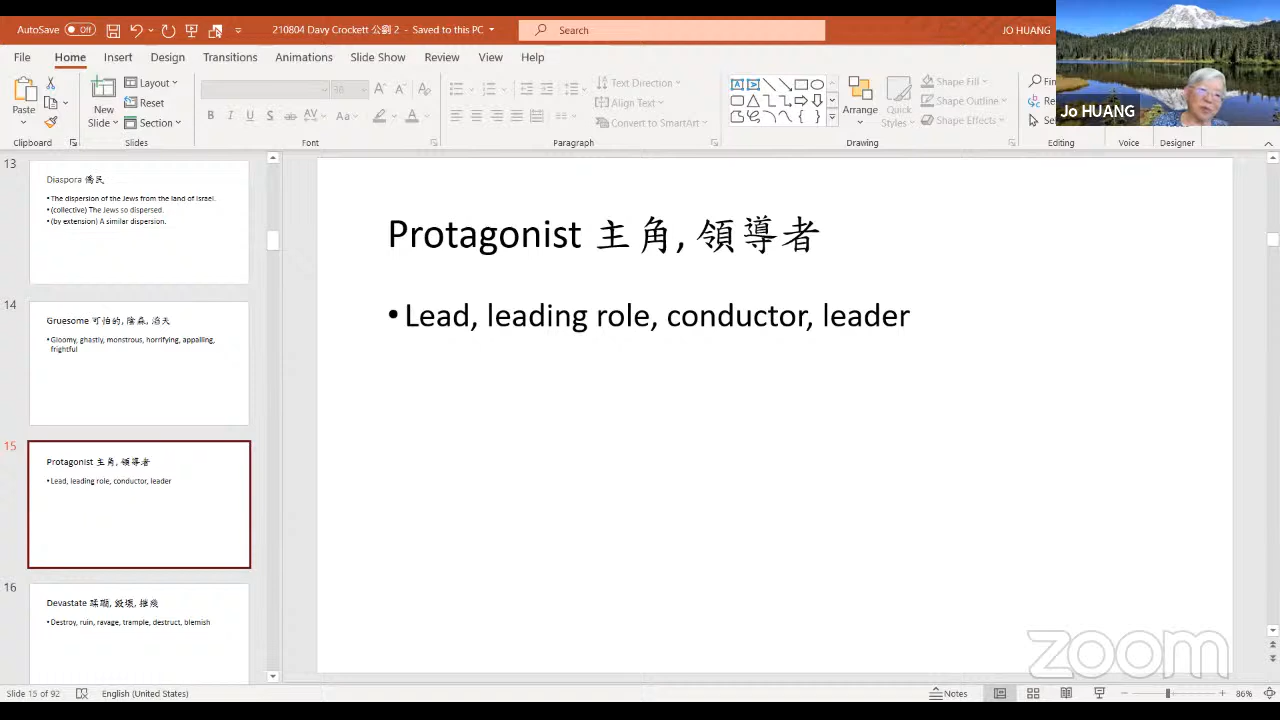 AutoSave Off 210804 Davy Crockett 公劉 2 - Saved to this PC Search JO HUANG
File Home Insert Design Transitions Animations Slide Show Review View Help
Paste
Clipboard
New
Slide
Layout
Reset
Section
Slides
38
Font
Text Direction
Align Text
Convert to SmartArt
Paragraph
Arrange
Quick
Styles
Shape Fill
Shape Outline
Shape Effects
Drawing
Editing
Voice
Designer
Jo HUANG
13
Diaspora 僑民
•The dispersion of the Jews from the land of Israel.
•(collective) The Jews so dispersed.
•(by extension) A similar dispersion.
14
Gruesome 可怕的, 陰森, 滔天
•Gloomy, ghastly, monstrous, horrifying, appalling,
frightful
15
Protagonist 主角, 領導者
•Lead, leading role, conductor, leader
16
Devastate 蹂躪, 毀壞, 摧殘
•Destroy, ruin, ravage, trample, destruct, blemish
Protagonist 主角, 領導者
•Lead, leading role, conductor, leader
zoom
Slide 15 of 92 English (United States) Notes 86%